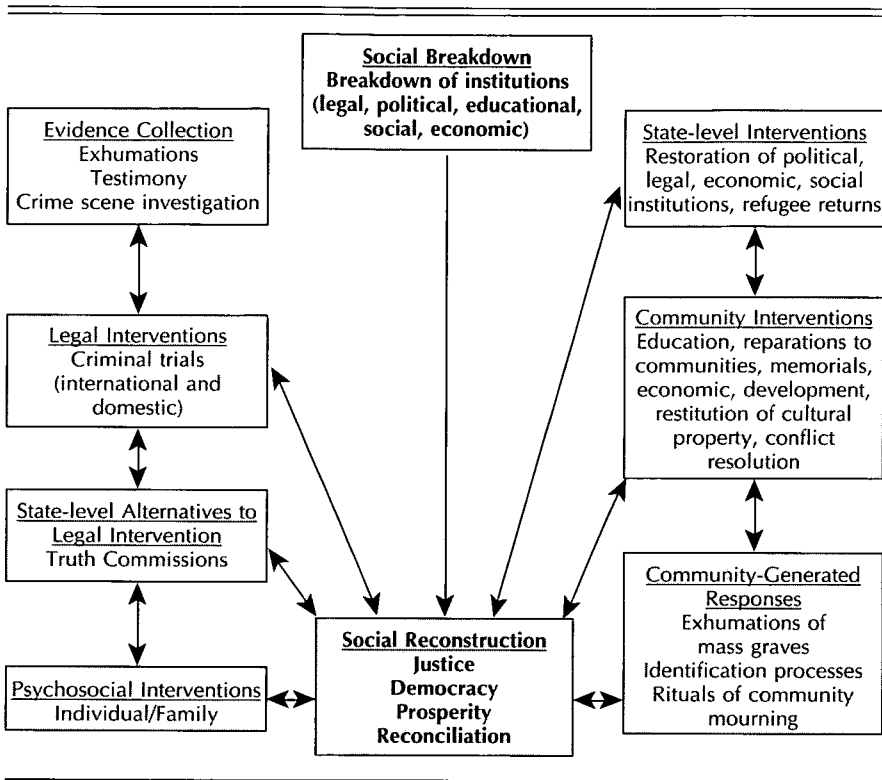 Social Breakdown
Breakdown of institutions
(legal, political, educational,
social, economic)
Evidence Collection
Exhumations
Testimony
Crime scene investigation
Legal Interventions
Criminal trials
(international and
domestic)
State-level Alternatives to
Legal Intervention
Truth Commissions
Psychosocial Interventions
Individual/Family
Social Reconstruction
Justice
Democracy
Prosperity
Reconciliation
State-level Interventions
Restoration of political,
legal, economic, social
institutions, refugee returns
Community Interventions
Education, reparations to
communities, memorials,
economic, development,
restitution of cultural
property, conflict
resolution
Community-Generated
Responses
Exhumations of
mass graves
Identification processes
Rituals of community
mourning